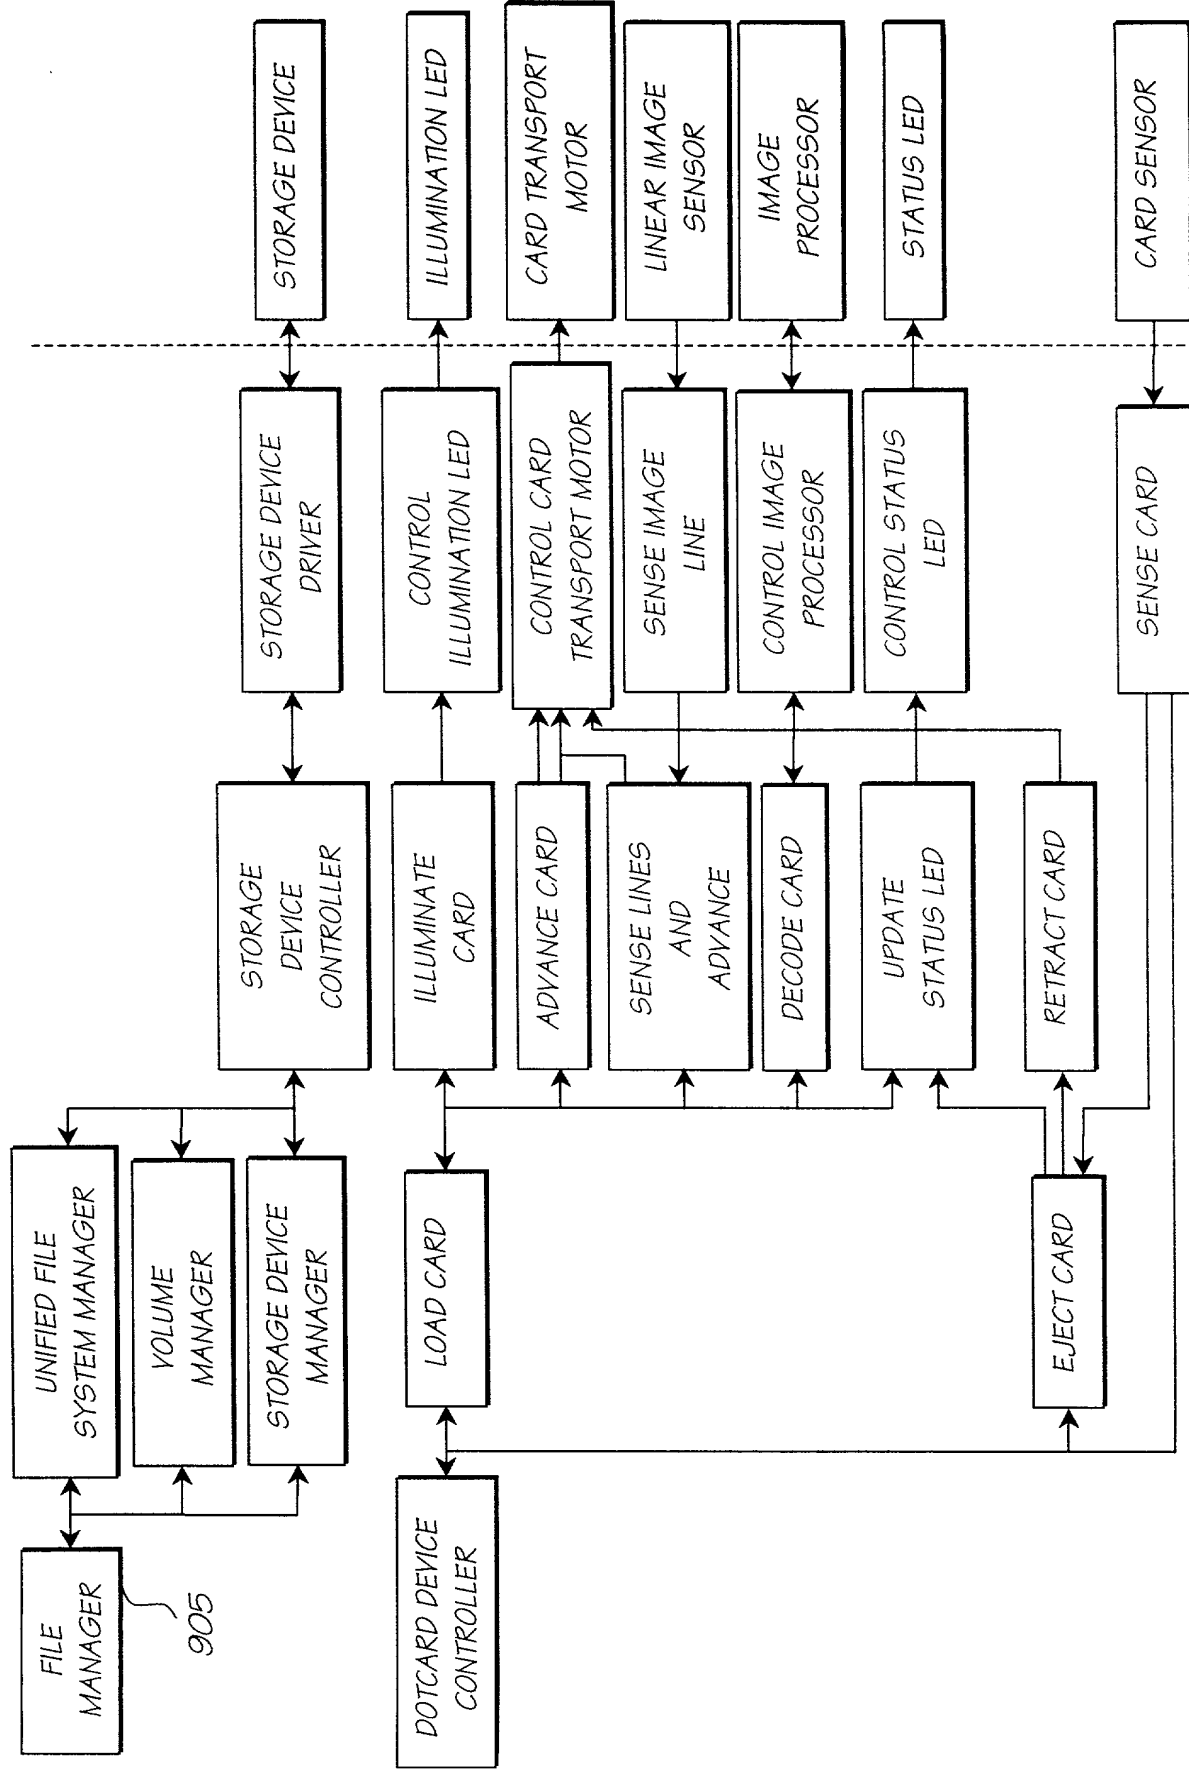 FILE
MANAGER
905
UNIFIED FILE
SYSTEM MANAGER
VOLUME
MANAGER
STORAGE DEVICE
MANAGER
STORAGE
DEVICE
CONTROLLER
STORAGE DEVICE
DRIVER
STORAGE DEVICE
DOTCARD DEVICE
CONTROLLER
LOAD CARD
ILLUMINATE
CARD
CONTROL
ILLUMINATION LED
ILLUMINATION LED
ADVANCE CARD
CONTROL CARD
TRANSPORT MOTOR
CARD TRANSPORT
MOTOR
SENSE LINES
AND
ADVANCE
SENSE IMAGE
LINE
LINEAR IMAGE
SENSOR
DECODE CARD
CONTROL IMAGE
PROCESSOR
IMAGE
PROCESSOR
UPDATE
STATUS LED
CONTROL STATUS
LED
STATUS LED
EJECT CARD
RETRACT CARD
SENSE CARD
CARD SENSOR